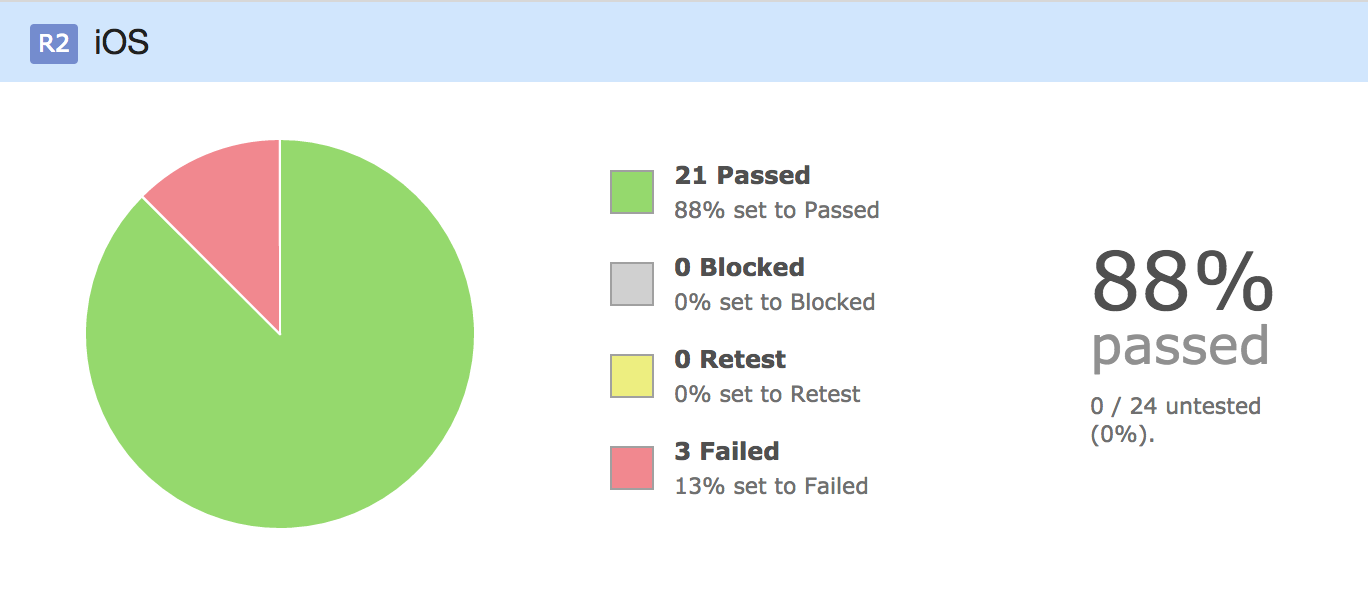 R2 iOS
21 Passed
88% set to Passed
0 Blocked
0% set to Blocked
0 Retest
0% set to Retest
3 Failed
13% set to Failed
88%
passed
0 / 24 untested
(0%).